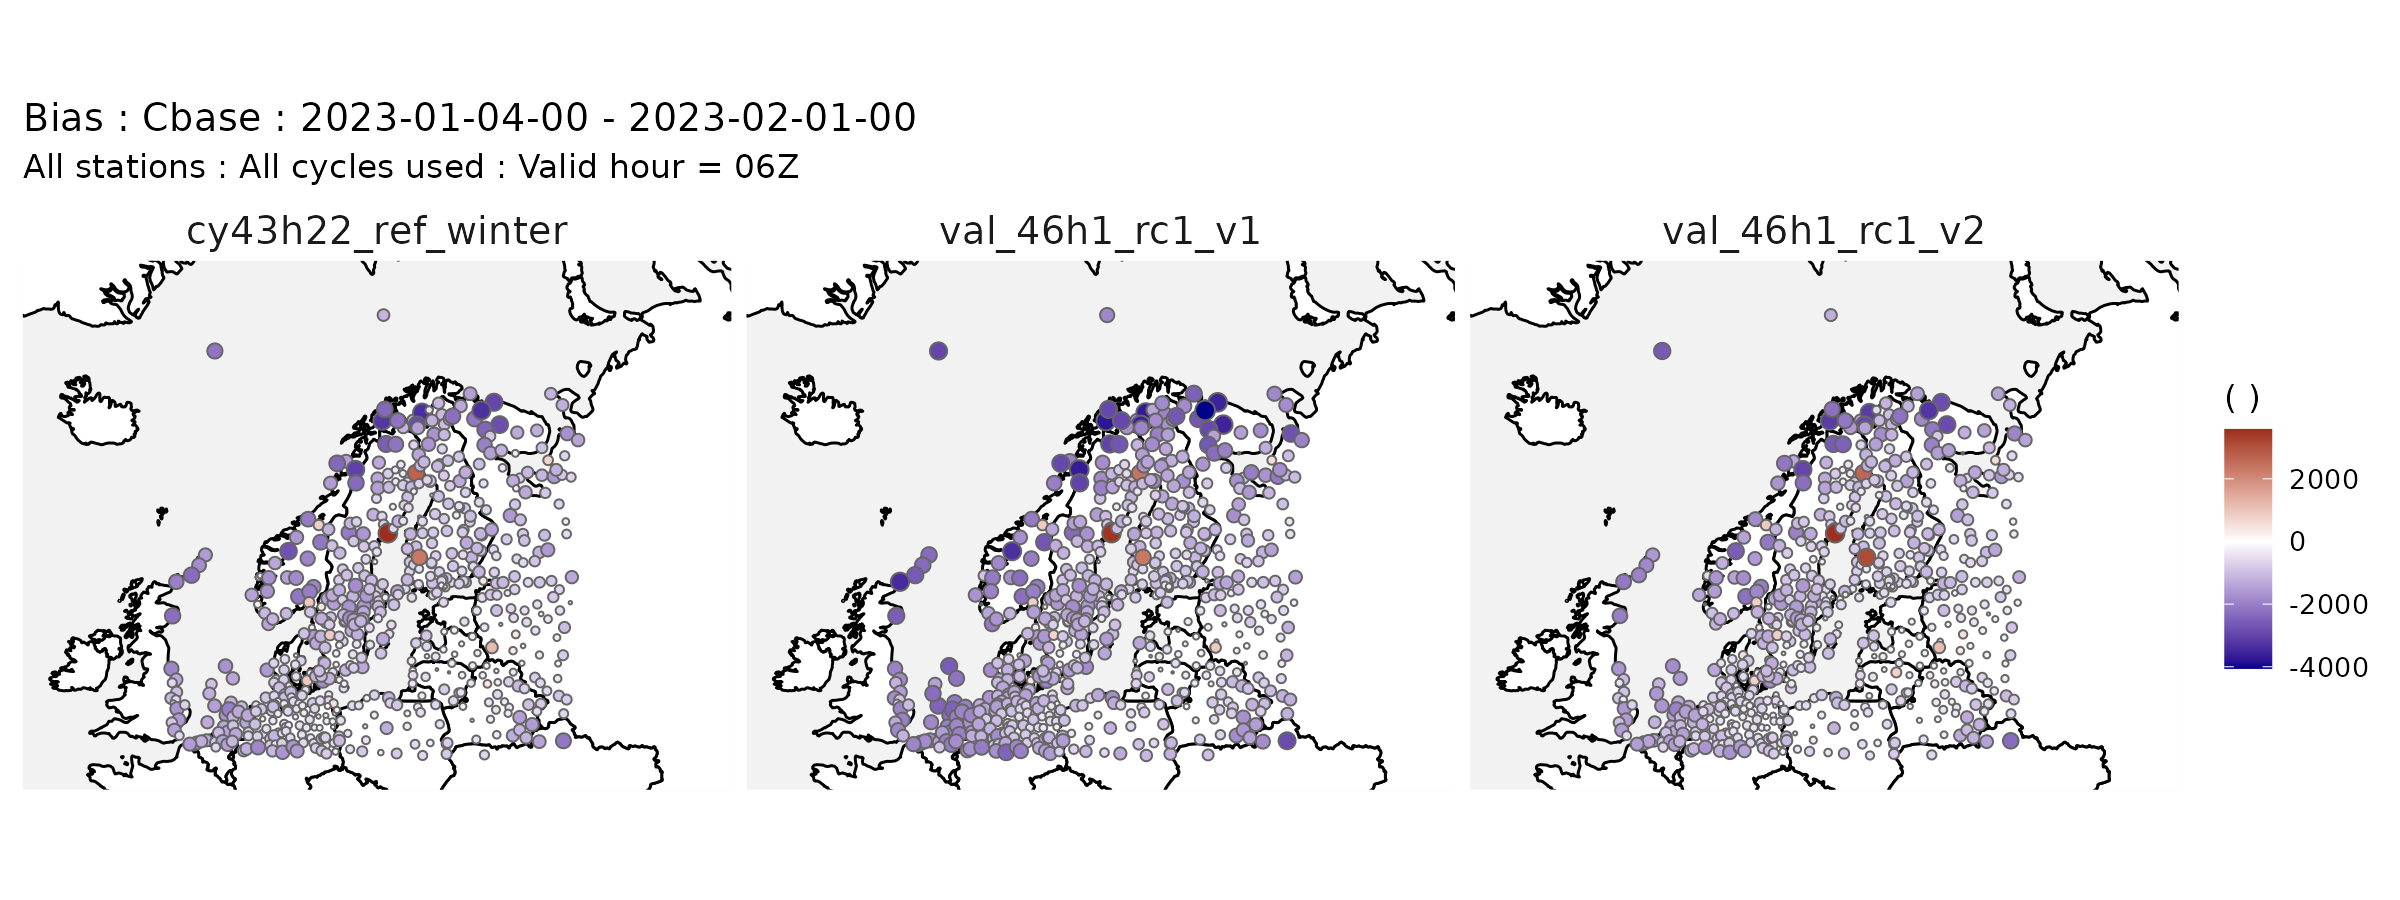 Bias : Cbase : 2023-01-04-00 - 2023-02-01-00
All stations : All cycles used : Valid hour = 06Z
cy43h22_ref_winter
val_46h1_rc1_v1
val_46h1_rc1_v2
( )
2000
0
-2000
-4000